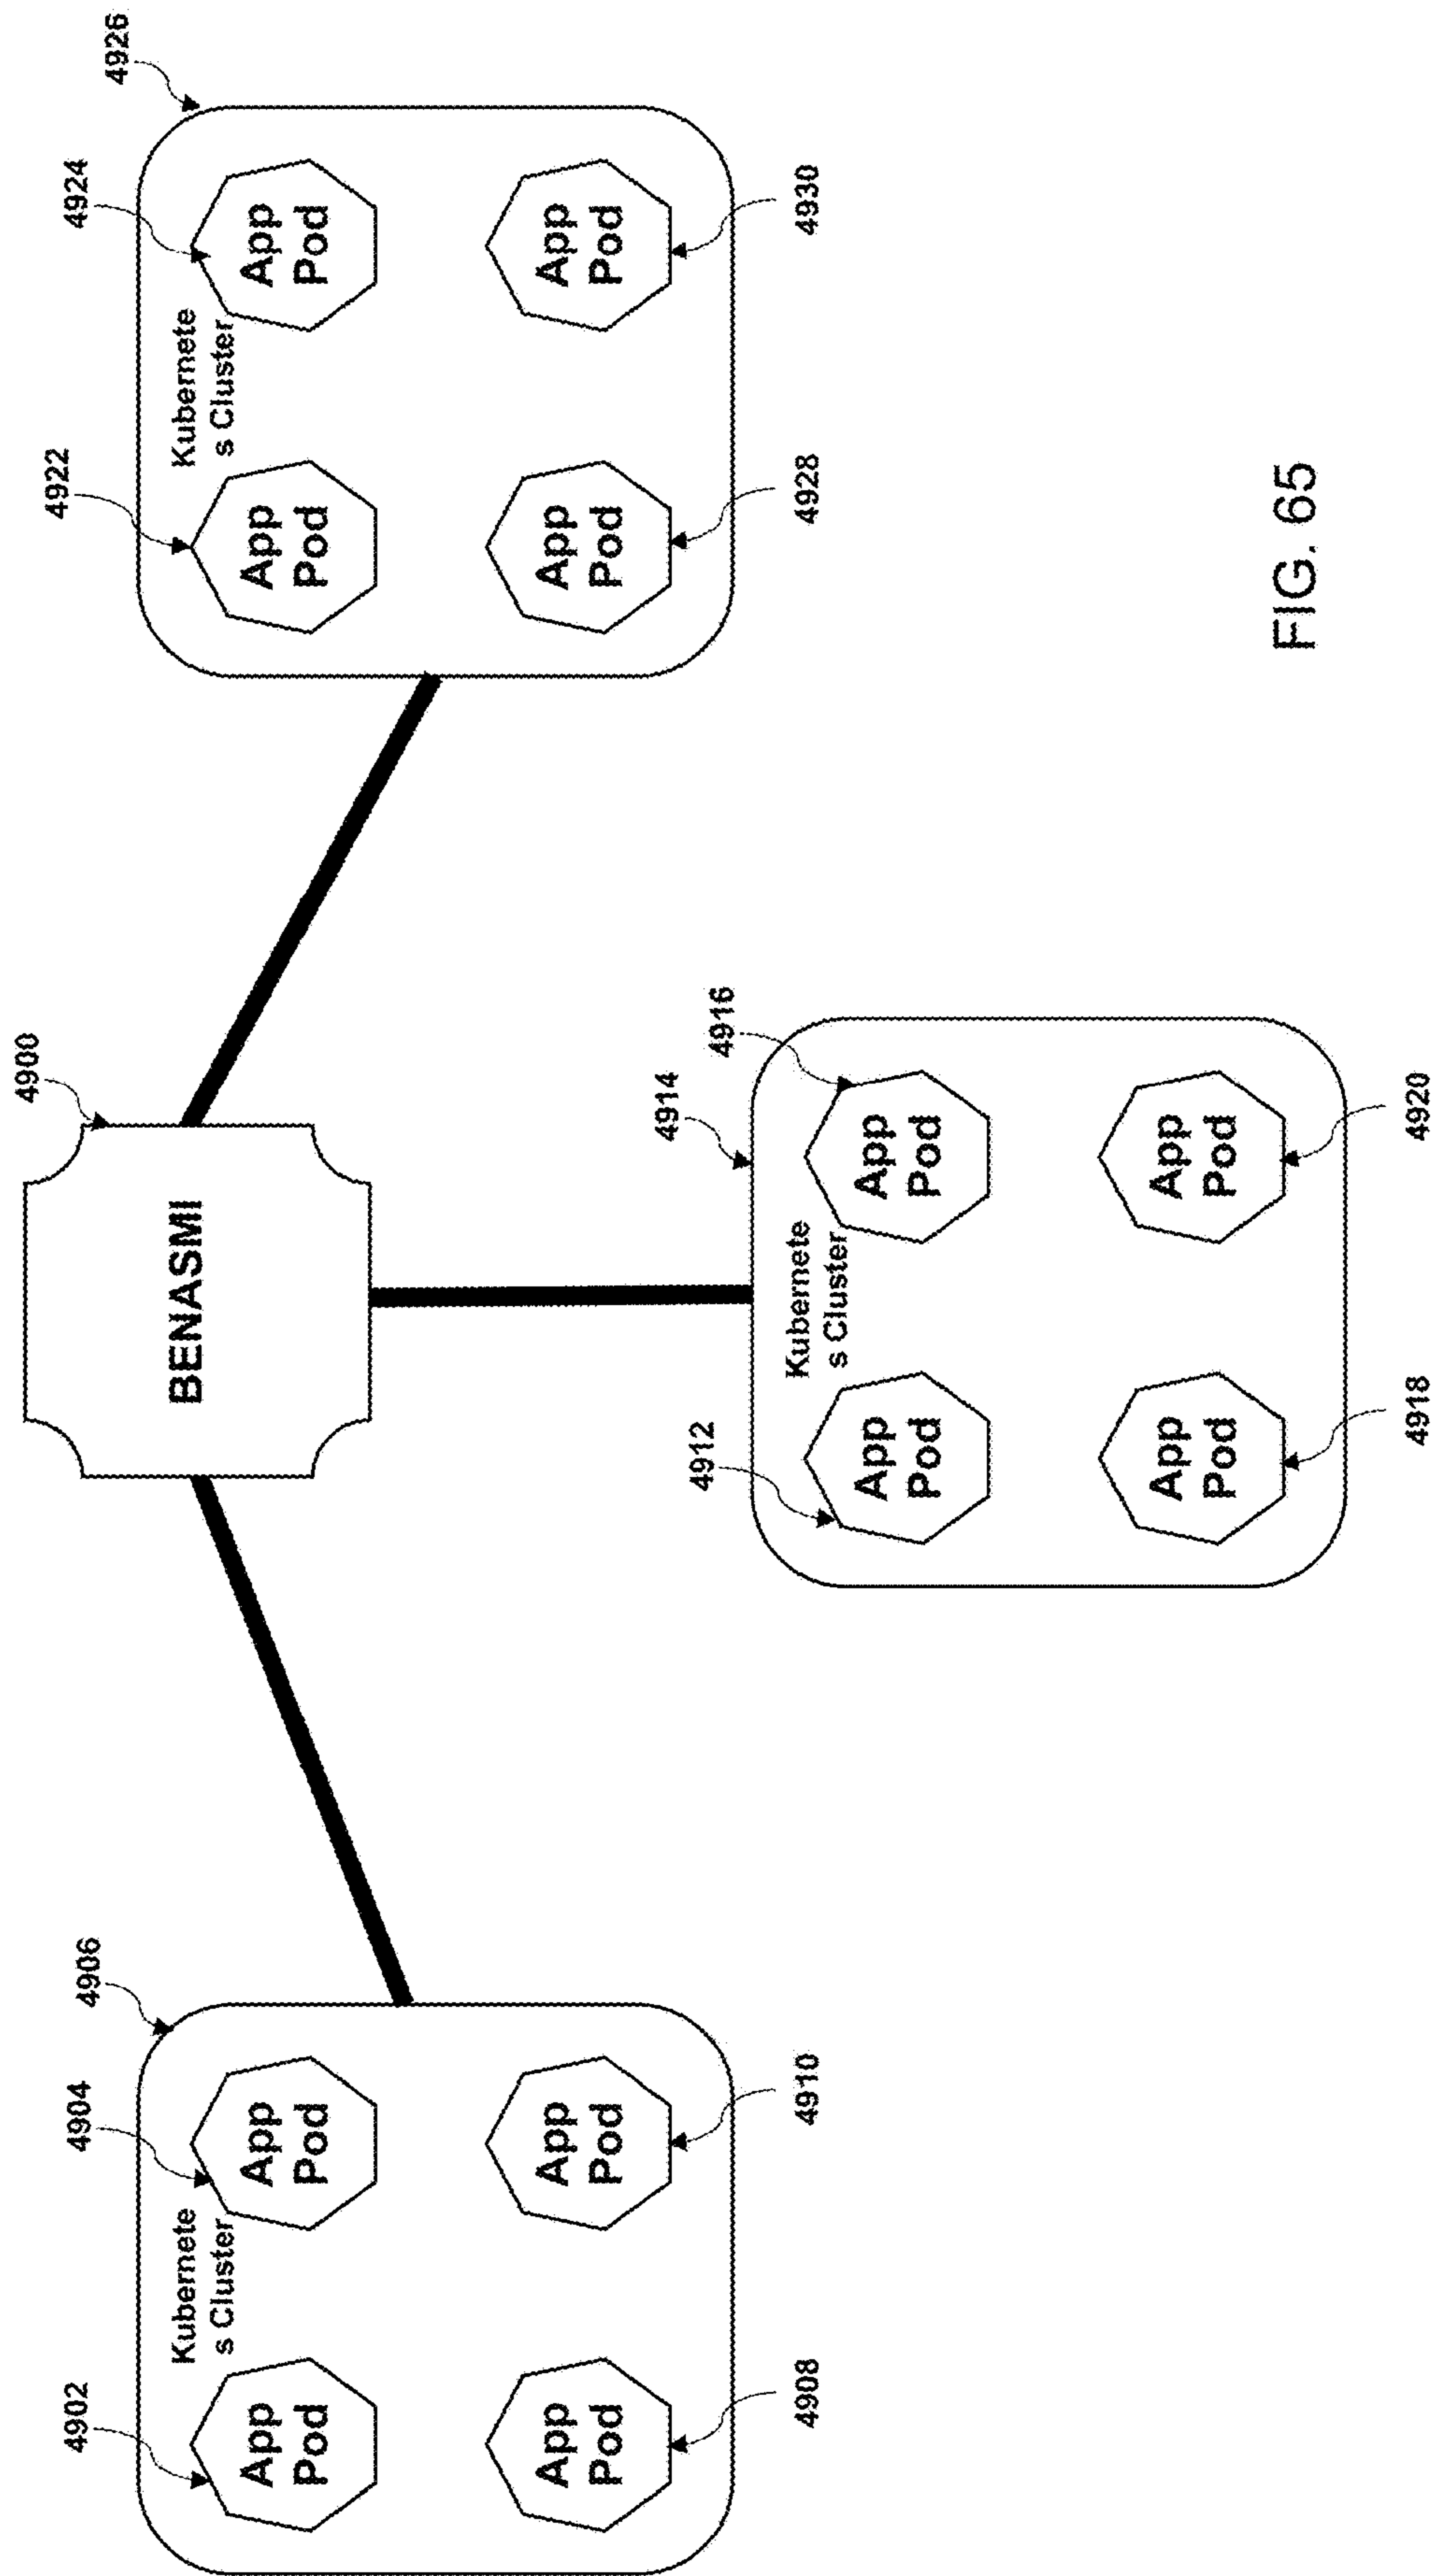 4900
BENASMI
4906
4902
4904
Kubernete
s Cluster
App
Pod
App
Pod
App
Pod
App
Pod
4908
4910
4914
4912
4916
Kubernete
s Cluster
App
Pod
App
Pod
App
Pod
App
Pod
4918
4920
4926
4922
4924
Kubernete
s Cluster
App
Pod
App
Pod
App
Pod
App
Pod
4928
4930
FIG. 65